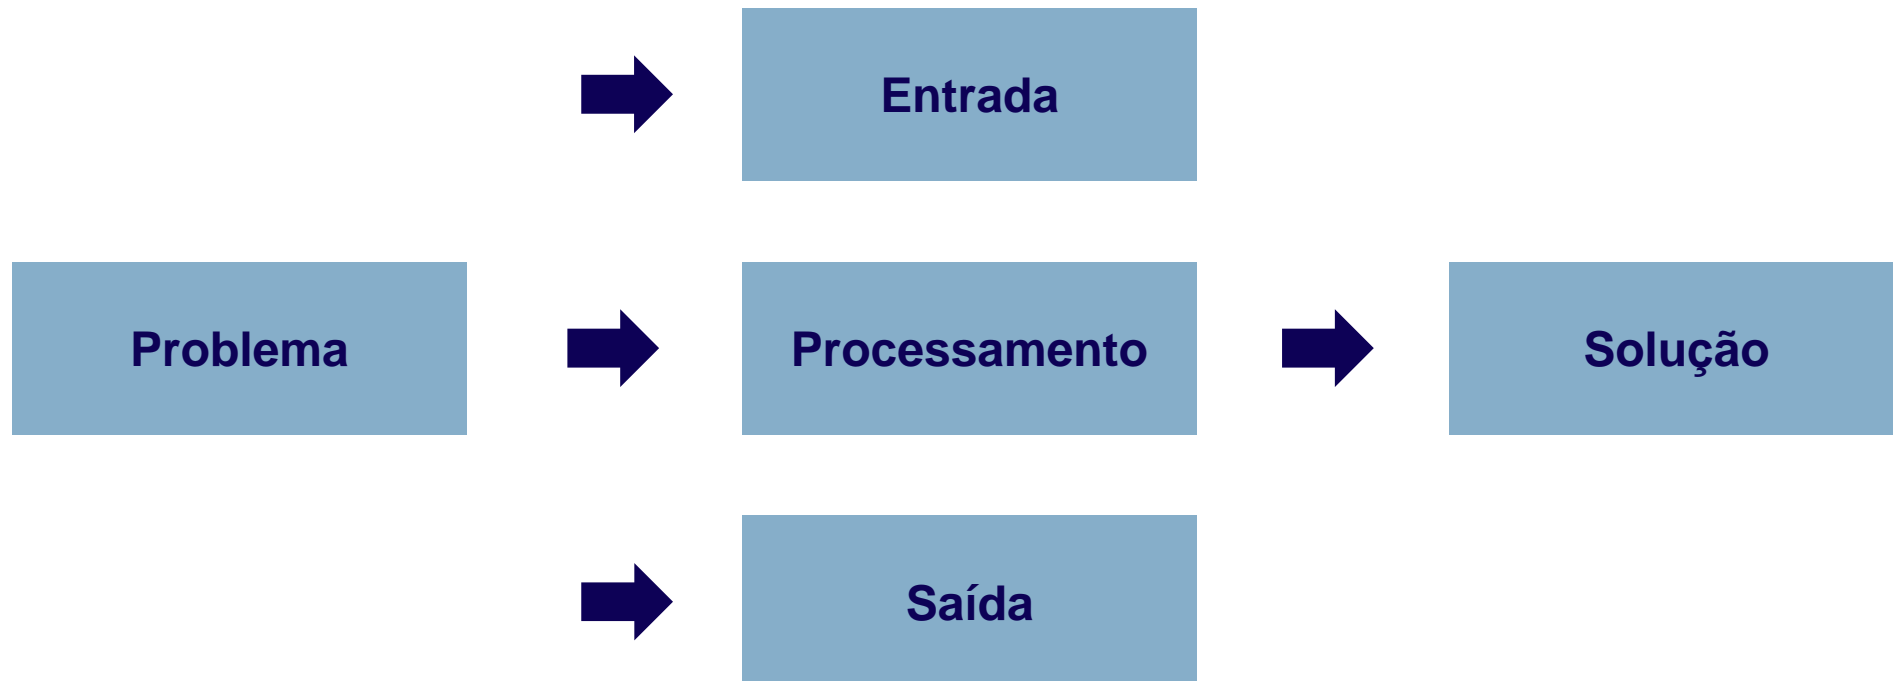 Entrada
Problema
Processamento
Solução
Saída